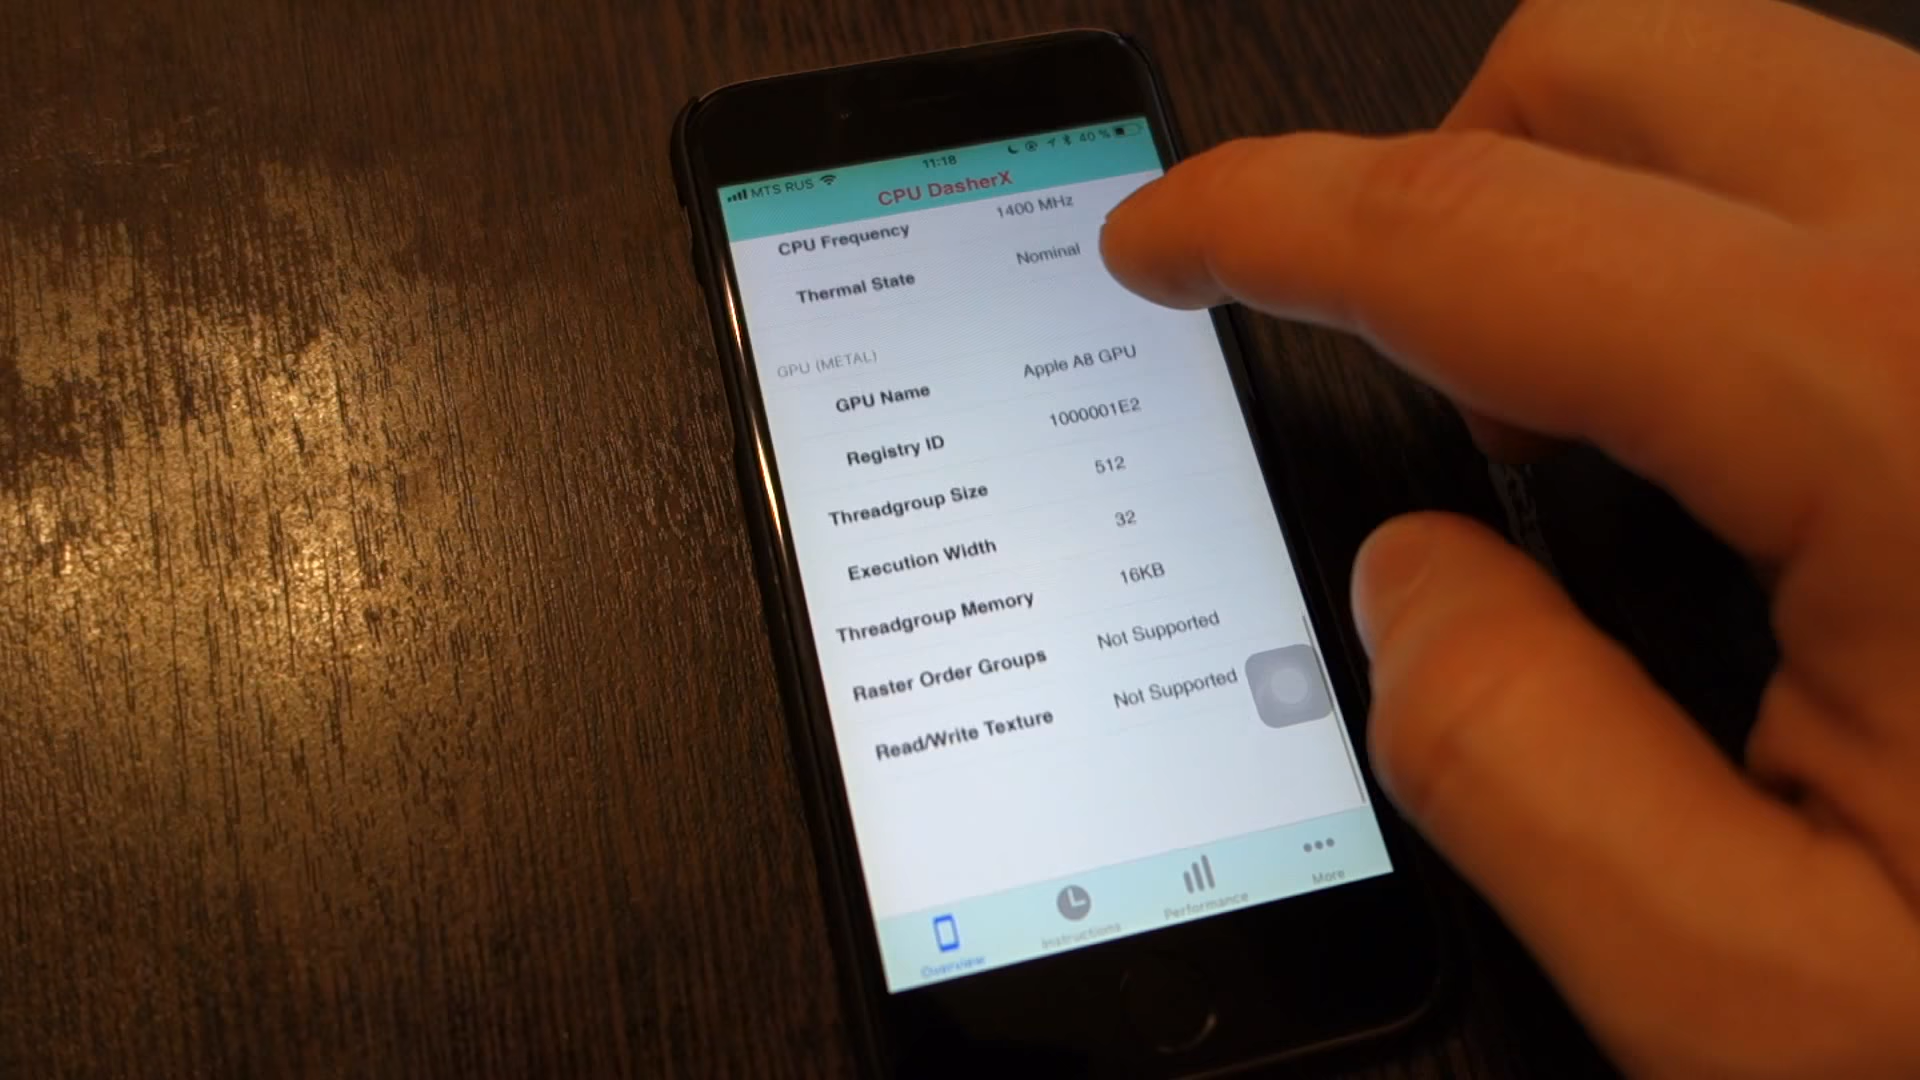 MTS RUS 11:18 40 %
CPU DasherX
CPU Frequency 1400 MHz
Thermal State Nominal
GPU (METAL)
GPU Name Apple A8 GPU
Registry ID 1000001E2
Threadgroup Size 512
Execution Width 32
Threadgroup Memory 16KB
Raster Order Groups Not Supported
Read/Write Texture Not Supported
Overview Instructions Performance More